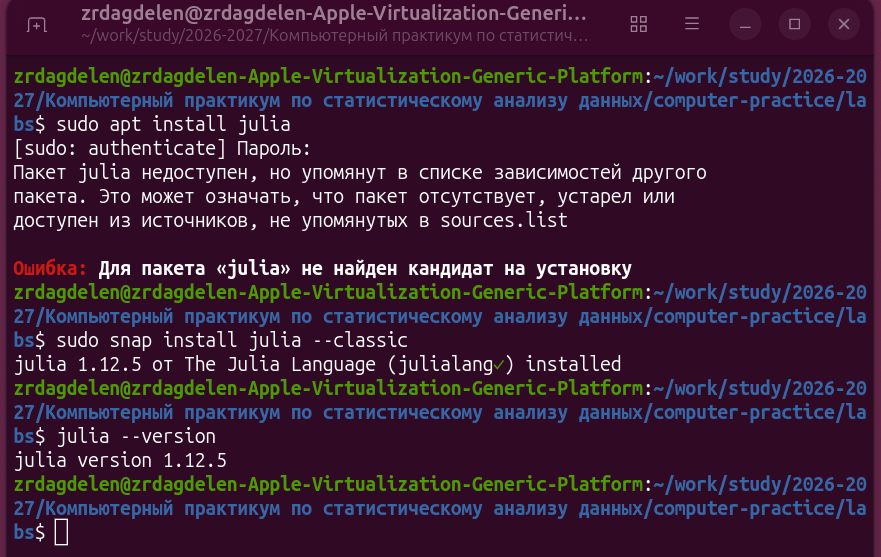 zrdagdelen@zrdagdelen-Apple-Virtualization-Generi...
~/work/study/2026-2027/Компьютерный практикум по статистич...
zrdagdelen@zrdagdelen-Apple-Virtualization-Generic-Platform:~/work/study/2026-20
27/Компьютерный практикум по статистическому анализу данных/computer-practice/la
bs$ sudo apt install julia
[sudo: authenticate] Пароль:
Пакет julia недоступен, но упомянут в списке зависимостей другого
пакета. Это может означать, что пакет отсутствует, устарел или
доступен из источников, не упомянутых в sources.list
Ошибка: Для пакета «julia» не найден кандидат на установку
zrdagdelen@zrdagdelen-Apple-Virtualization-Generic-Platform:~/work/study/2026-20
27/Компьютерный практикум по статистическому анализу данных/computer-practice/la
bs$ sudo snap install julia --classic
julia 1.12.5 от The Julia Language (julialang✓) installed
zrdagdelen@zrdagdelen-Apple-Virtualization-Generic-Platform:~/work/study/2026-20
27/Компьютерный практикум по статистическому анализу данных/computer-practice/la
bs$ julia --version
julia version 1.12.5
zrdagdelen@zrdagdelen-Apple-Virtualization-Generic-Platform:~/work/study/2026-20
27/Компьютерный практикум по статистическому анализу данных/computer-practice/la
bs$